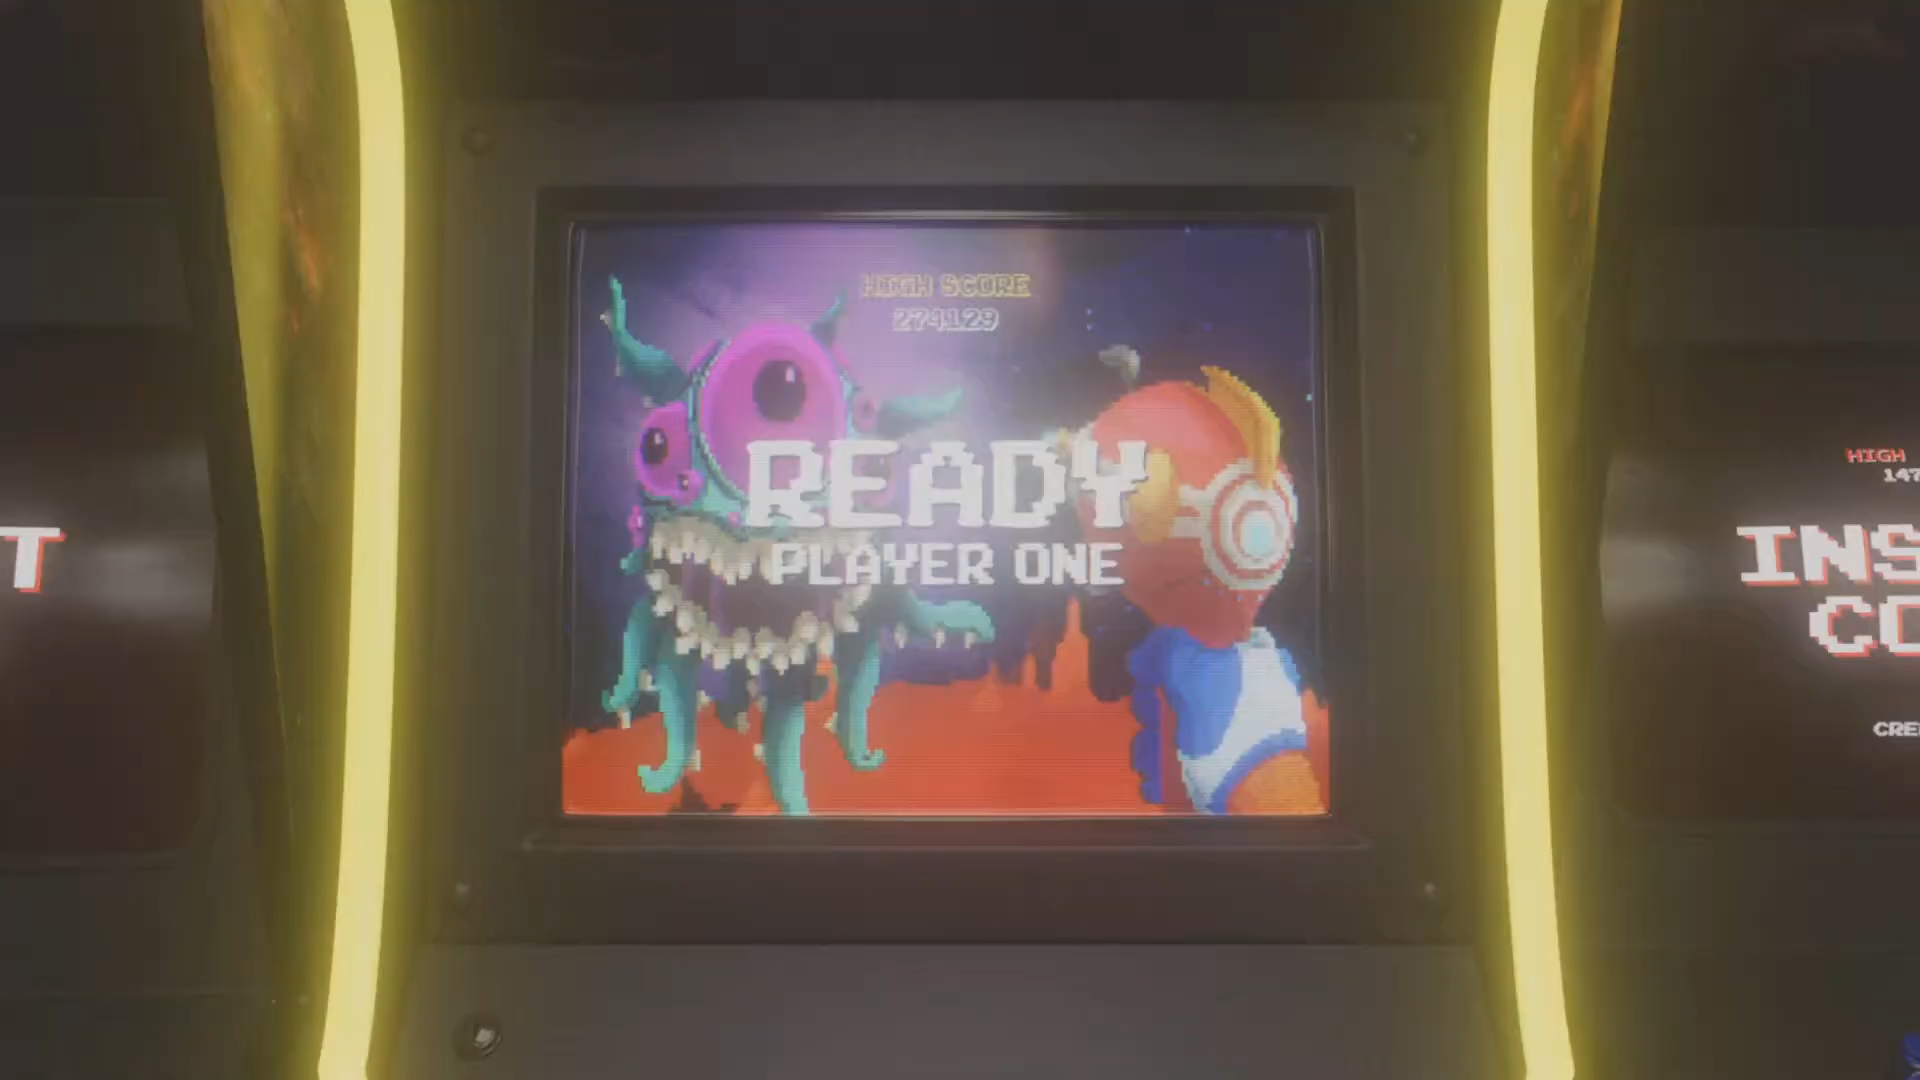 HIGH SCORE
274129
READY
PLAYER ONE
T
HIGH
147
INS
CO
CRE